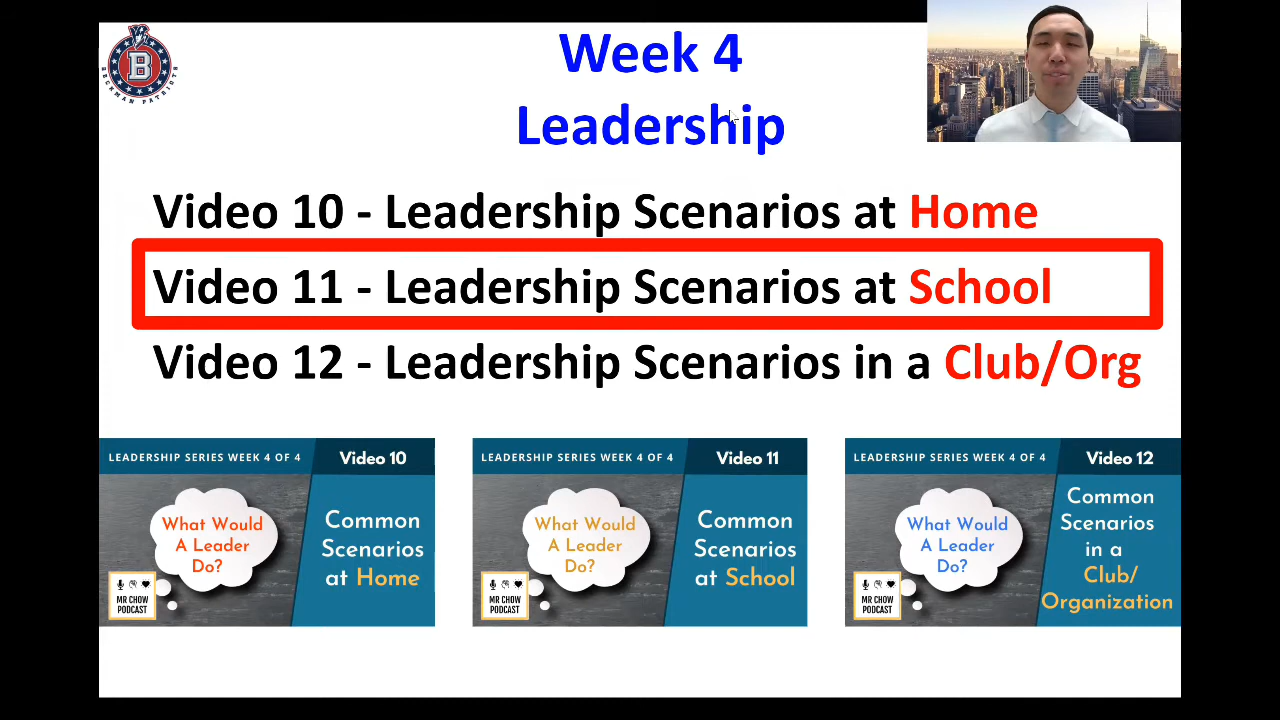 Week 4
Leadership
B
BECKMAN PATRIOTS
Video 10 - Leadership Scenarios at Home
Video 11 - Leadership Scenarios at School
Video 12 - Leadership Scenarios in a Club/Org
LEADERSHIP SERIES WEEK 4 OF 4
Video 10
What Would
A Leader
Do?
Common
Scenarios
at Home
MR CHOW
PODCAST
LEADERSHIP SERIES WEEK 4 OF 4
Video 11
What Would
A Leader
Do?
Common
Scenarios
at School
MR CHOW
PODCAST
LEADERSHIP SERIES WEEK 4 OF 4
Video 12
What Would
A Leader
Do?
Common
Scenarios
in a
Club/
Organization
MR CHOW
PODCAST